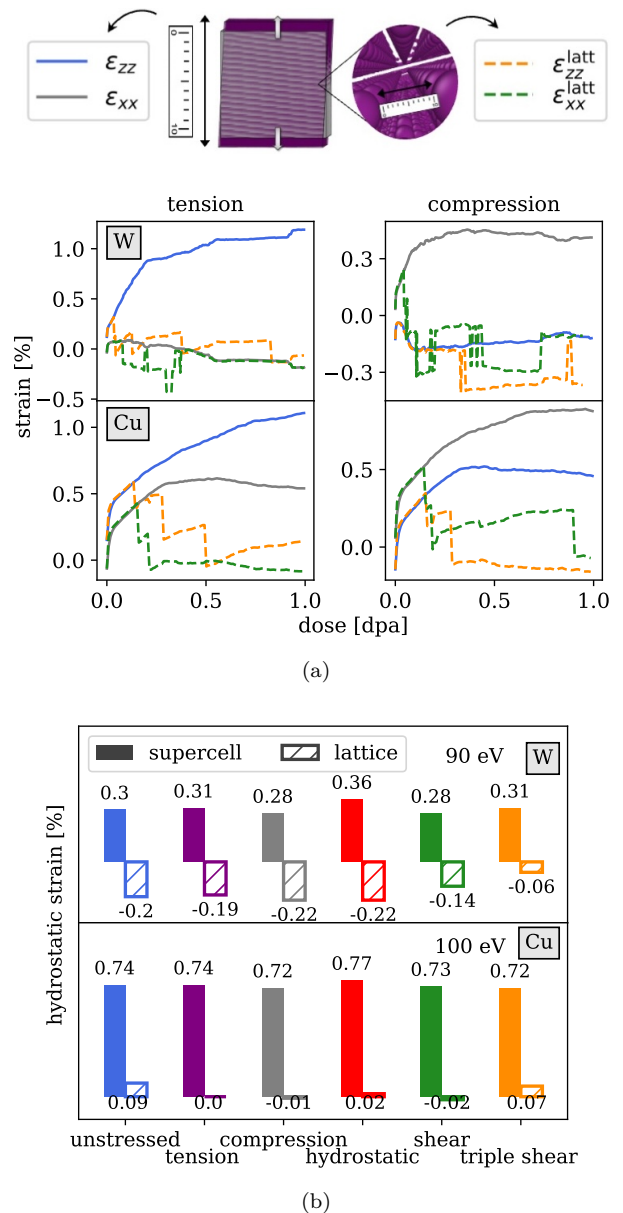 0
10
ε_zz
ε_xx
ε_zz^latt
ε_xx^latt
0
10
tension
compression
W
1.0
0.5
0.0
−0.5
0.3
0.0
−0.3
strain [%]
Cu
1.0
0.5
0.0
0.5
0.0
0.0
0.5
1.0
0.0
0.5
1.0
dose [dpa]
(a)
supercell
lattice
90 eV
W
0.3
0.31
0.28
0.36
0.28
0.31
-0.2
-0.19
-0.22
-0.22
-0.14
-0.06
hydrostatic strain [%]
100 eV
Cu
0.74
0.74
0.72
0.77
0.73
0.72
0.09
0.0
-0.01
0.02
-0.02
0.07
unstressed
tension
compression
hydrostatic
shear
triple shear
(b)